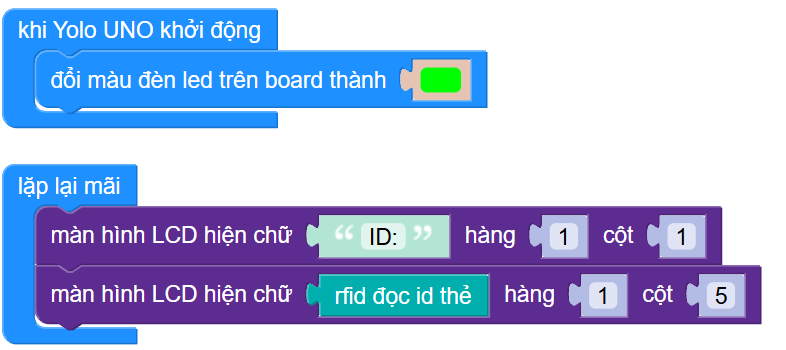 khi Yolo UNO khởi động
đổi màu đèn led trên board thành
lặp lại mãi
màn hình LCD hiện chữ “ ID: ” hàng 1 cột 1
màn hình LCD hiện chữ rfid đọc id thẻ hàng 1 cột 5